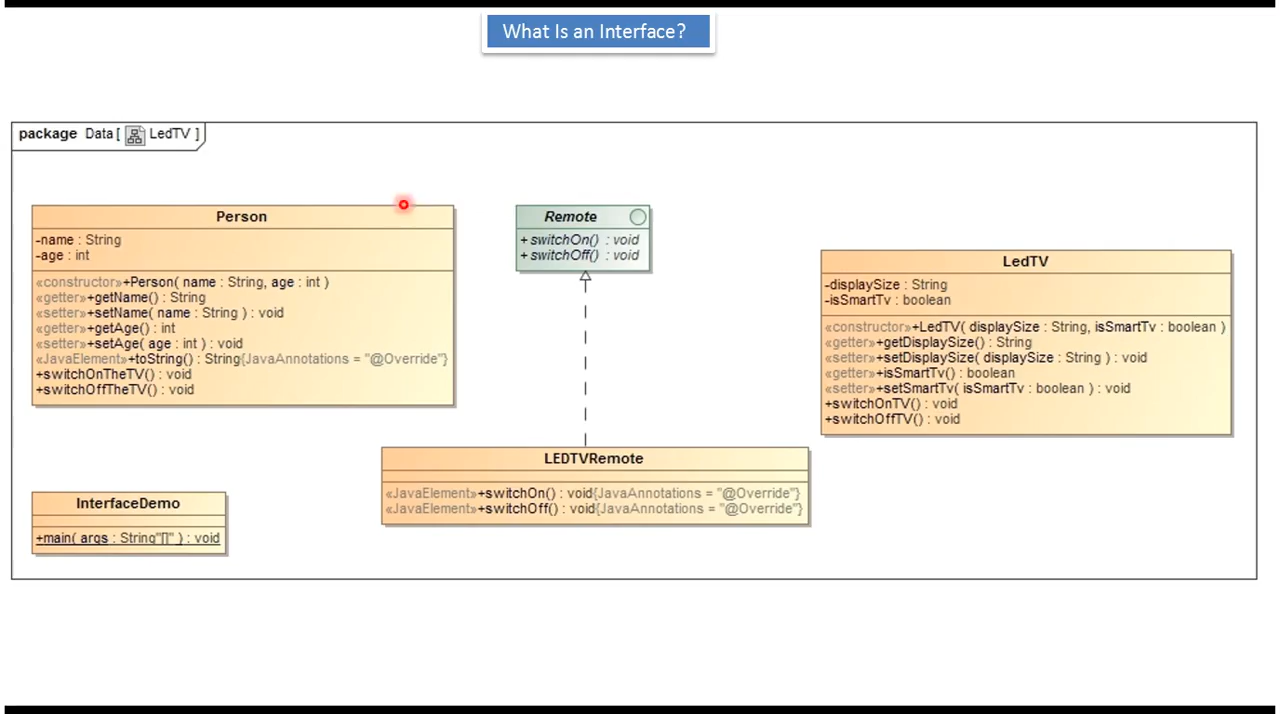 What Is an Interface?
package Data [ LedTV ]
Person
-name : String
-age : int
«constructor»+Person( name : String, age : int )
«getter»+getName() : String
«setter»+setName( name : String ) : void
«getter»+getAge() : int
«setter»+setAge( age : int ) : void
«JavaElement»+toString() : String{JavaAnnotations = "@Override"}
+switchOnTheTV() : void
+switchOffTheTV() : void
Remote
+switchOn() : void
+switchOff() : void
LedTV
-displaySize : String
-isSmartTv : boolean
«constructor»+LedTV( displaySize : String, isSmartTv : boolean )
«getter»+getDisplaySize() : String
«setter»+setDisplaySize( displaySize : String ) : void
«getter»+isSmartTv() : boolean
«setter»+setSmartTv( isSmartTv : boolean ) : void
+switchOnTV() : void
+switchOffTV() : void
LEDTVRemote
«JavaElement»+switchOn() : void{JavaAnnotations = "@Override"}
«JavaElement»+switchOff() : void{JavaAnnotations = "@Override"}
InterfaceDemo
+main( args : String"[]" ) : void